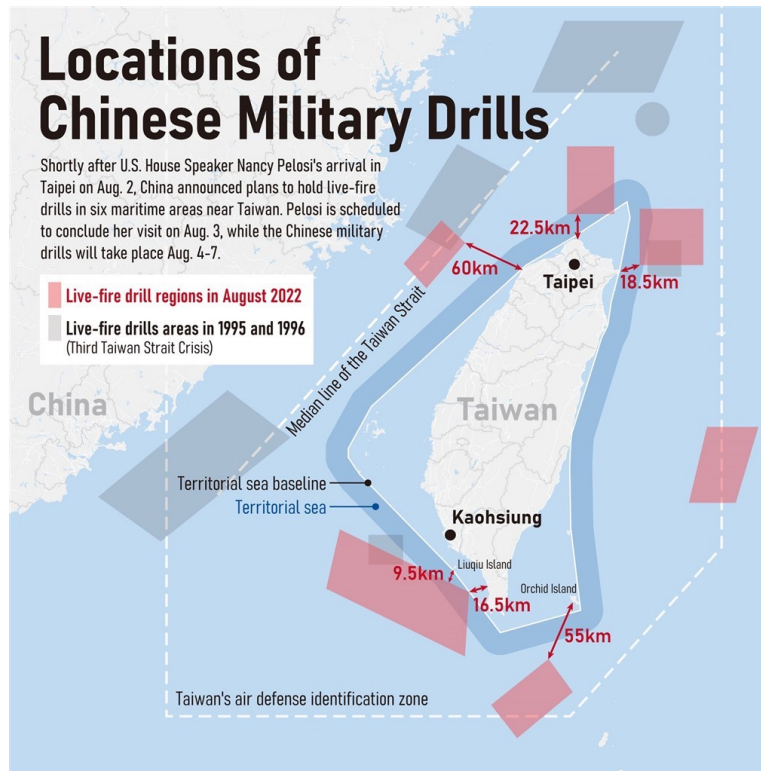 Locations of
Chinese Military Drills
Shortly after U.S. House Speaker Nancy Pelosi's arrival in
Taipei on Aug. 2, China announced plans to hold live-fire
drills in six maritime areas near Taiwan. Pelosi is scheduled
to conclude her visit on Aug. 3, while the Chinese military
drills will take place Aug. 4-7.
Live-fire drill regions in August 2022
Live-fire drills areas in 1995 and 1996
(Third Taiwan Strait Crisis)
22.5km
60km
Taipei
18.5km
Median line of the Taiwan Strait
China
Taiwan
Territorial sea baseline
Territorial sea
Kaohsiung
Liuqiu Island
9.5km
Orchid Island
16.5km
55km
Taiwan's air defense identification zone